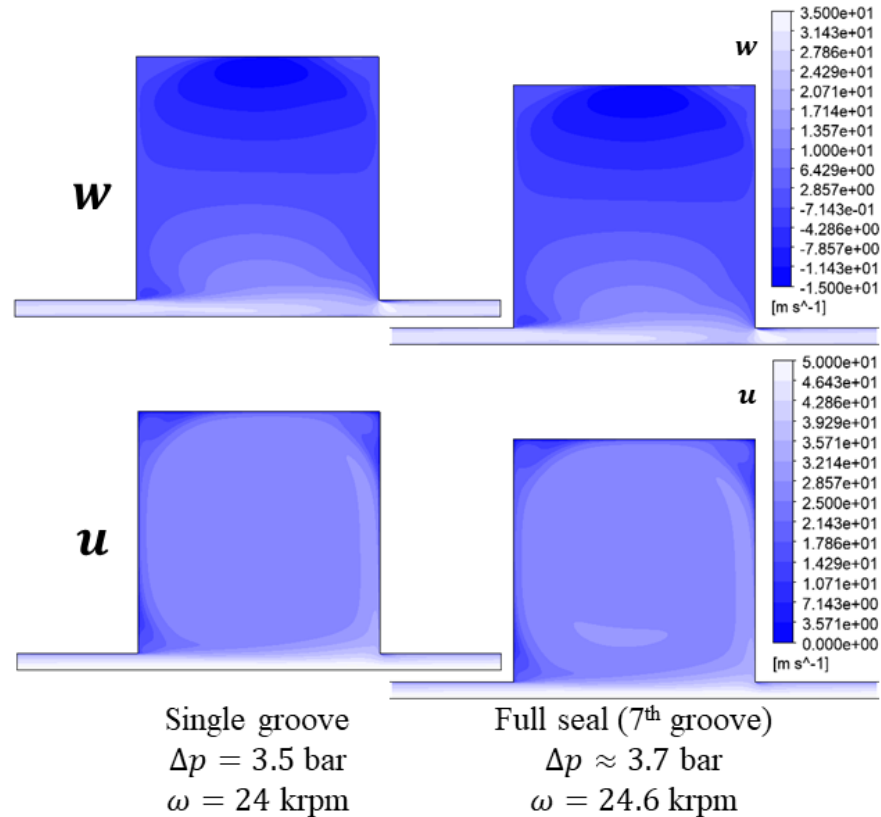 w
w
3.500e+01
3.143e+01
2.786e+01
2.429e+01
2.071e+01
1.714e+01
1.357e+01
1.000e+01
6.429e+00
2.857e+00
-7.143e-01
-4.286e+00
-7.857e+00
-1.143e+01
-1.500e+01
[m s^-1]
u
u
5.000e+01
4.643e+01
4.286e+01
3.929e+01
3.571e+01
3.214e+01
2.857e+01
2.500e+01
2.143e+01
1.786e+01
1.429e+01
1.071e+01
7.143e+00
3.571e+00
0.000e+00
[m s^-1]
Single groove
Δp = 3.5 bar
ω = 24 krpm
Full seal (7th groove)
Δp ≈ 3.7 bar
ω = 24.6 krpm